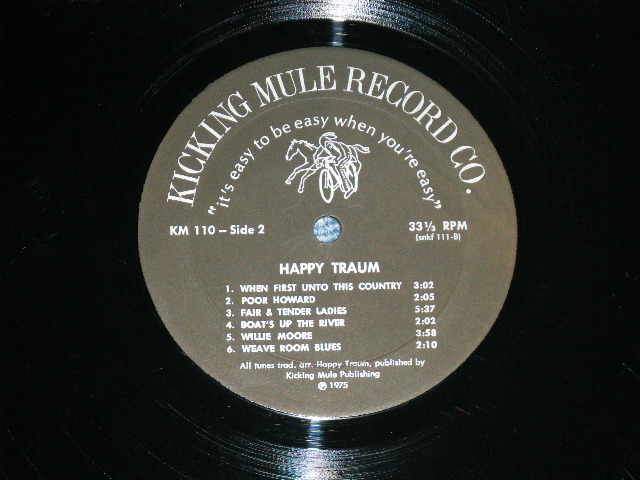 KICKING MULE RECORD CO.
"it's easy to be easy when you're easy"
KM 110 – Side 2
33⅓ RPM
(snkf 111-B)
HAPPY TRAUM
1. WHEN FIRST UNTO THIS COUNTRY 3:02
2. POOR HOWARD 2:05
3. FAIR & TENDER LADIES 5:37
4. BOAT'S UP THE RIVER 2:02
5. WILLIE MOORE 3:58
6. WEAVE ROOM BLUES 2:10
All tunes trad. arr. Happy Traum, published by
Kicking Mule Publishing
℗ 1975